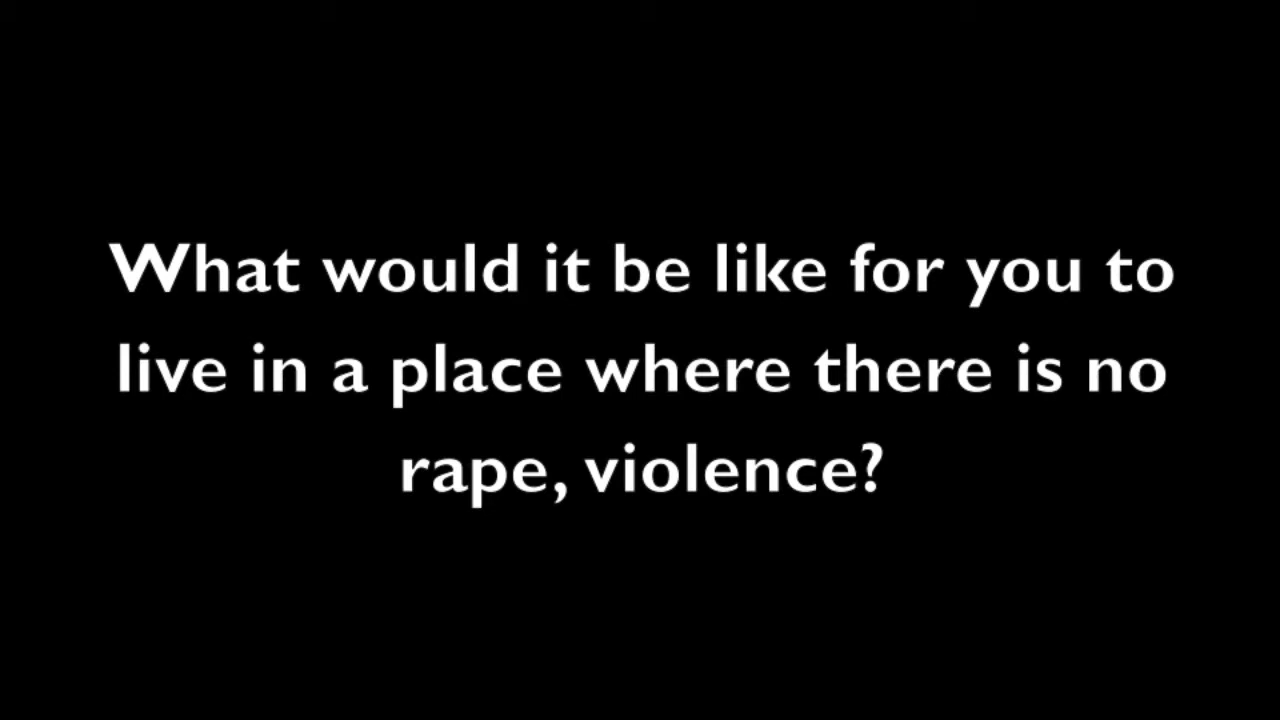 What would it be like for you to
live in a place where there is no
rape, violence?